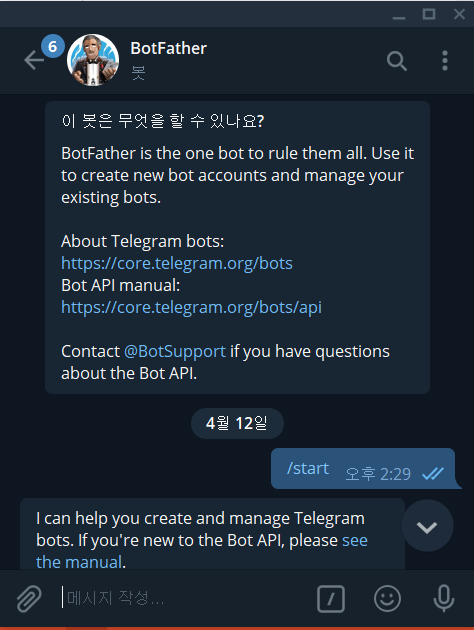 6
BotFather
봇
이 봇은 무엇을 할 수 있나요?
BotFather is the one bot to rule them all. Use it
to create new bot accounts and manage your
existing bots.
About Telegram bots:
https://core.telegram.org/bots
Bot API manual:
https://core.telegram.org/bots/api
Contact @BotSupport if you have questions
about the Bot API.
4월 12일
/start 오후 2:29
I can help you create and manage Telegram
bots. If you're new to the Bot API, please see
the manual.
메시지 작성...